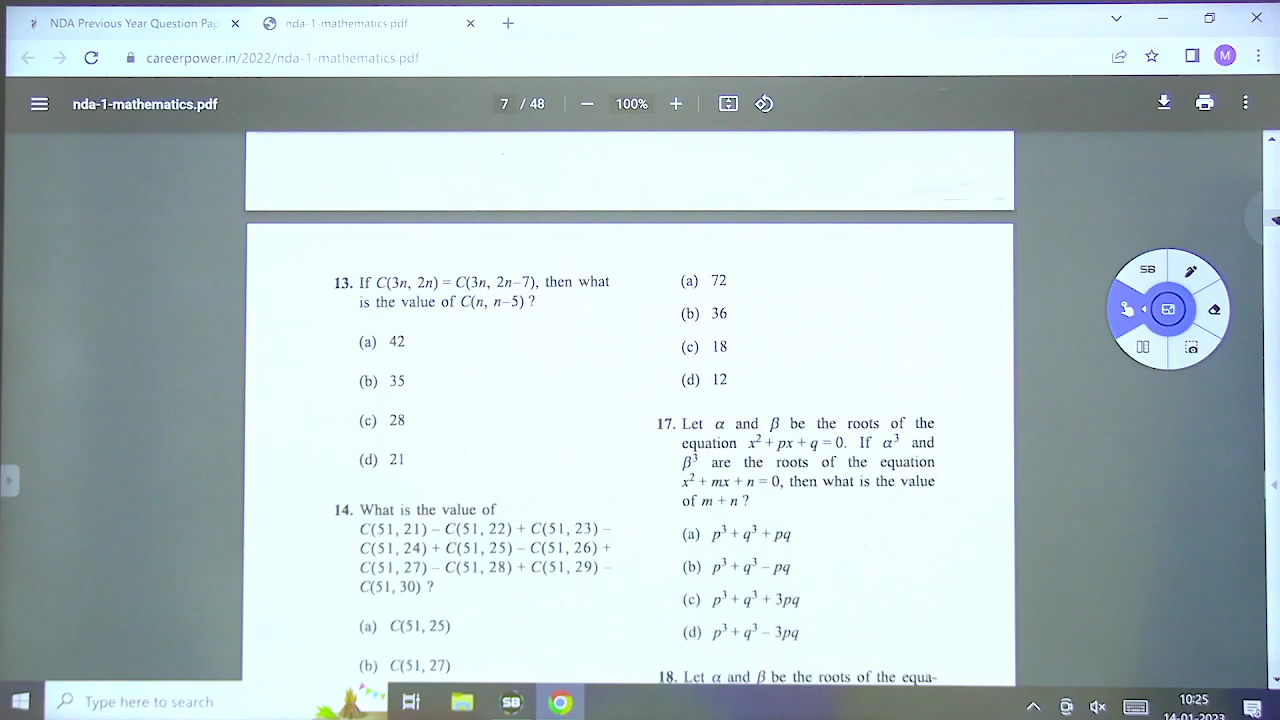 NDA Previous Year Question Pap
nda-1-mathematics.pdf
careerpower.in/2022/nda-1-mathematics.pdf
M
nda-1-mathematics.pdf
7 / 48
100%
13. If C(3n, 2n) = C(3n, 2n–7), then what
is the value of C(n, n–5) ?
(a) 42
(b) 35
(c) 28
(d) 21
14. What is the value of
C(51, 21) – C(51, 22) + C(51, 23) –
C(51, 24) + C(51, 25) – C(51, 26) +
C(51, 27) – C(51, 28) + C(51, 29) –
C(51, 30) ?
(a) C(51, 25)
(b) C(51, 27)
(a) 72
(b) 36
(c) 18
(d) 12
17. Let α and β be the roots of the
equation x² + px + q = 0. If α³ and
β³ are the roots of the equation
x² + mx + n = 0, then what is the value
of m + n ?
(a) p³ + q³ + pq
(b) p³ + q³ – pq
(c) p³ + q³ + 3pq
(d) p³ + q³ – 3pq
18. Let α and β be the roots of the equa-
SB
Type here to search
SB
10:25
14-01-2023